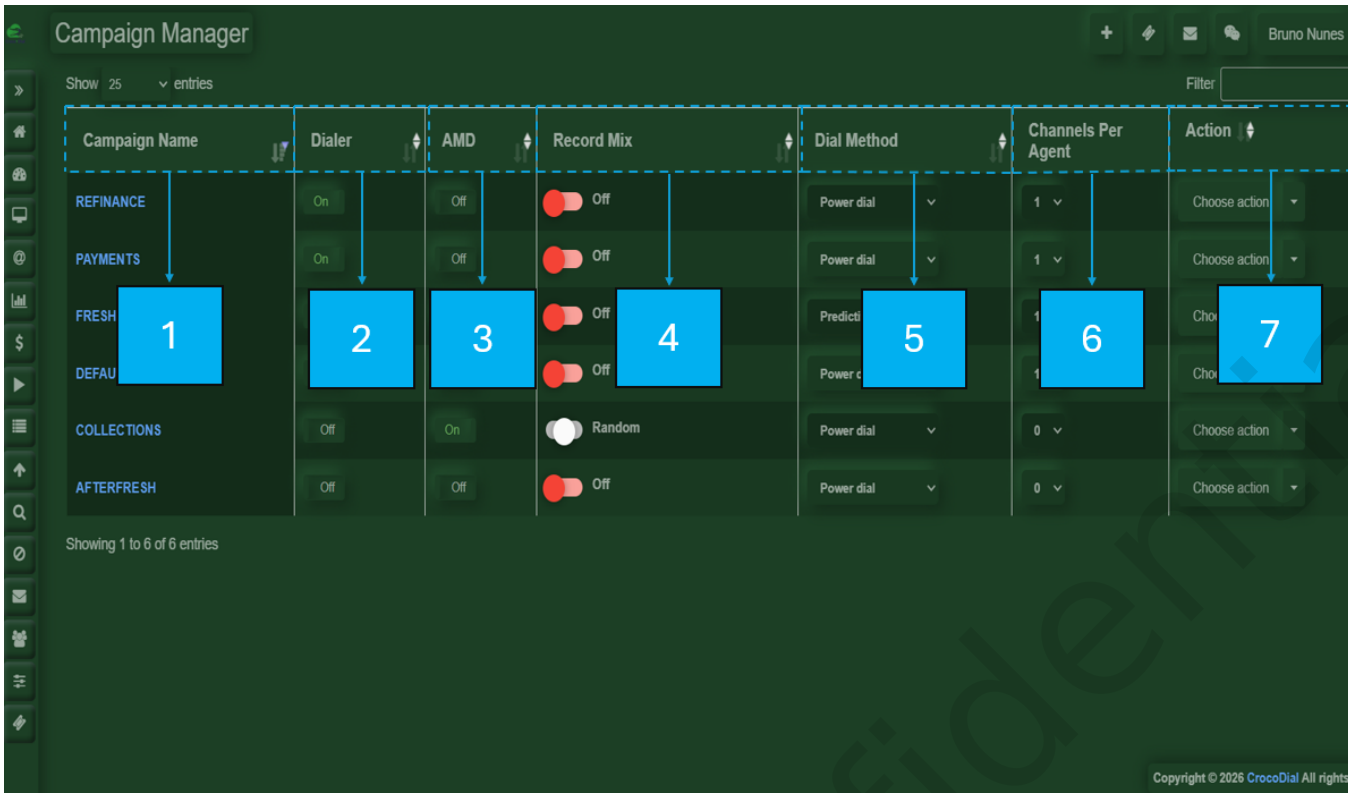 Campaign Manager
Bruno Nunes
Show 25 entries
Filter
Campaign Name Dialer AMD Record Mix Dial Method Channels Per Agent Action
REFINANCE On Off Off Power dial 1 Choose action
PAYMENTS On Off Off Power dial 1 Choose action
FRESH Off 1
1 2 3 4 5 6 7
Off 1
COLLECTIONS Off On Random Power dial 0 Choose action
AFTERFRESH Off Off Off Power dial 0 Choose action
Showing 1 to 6 of 6 entries
Copyright © 2026 CrocoDial All rights